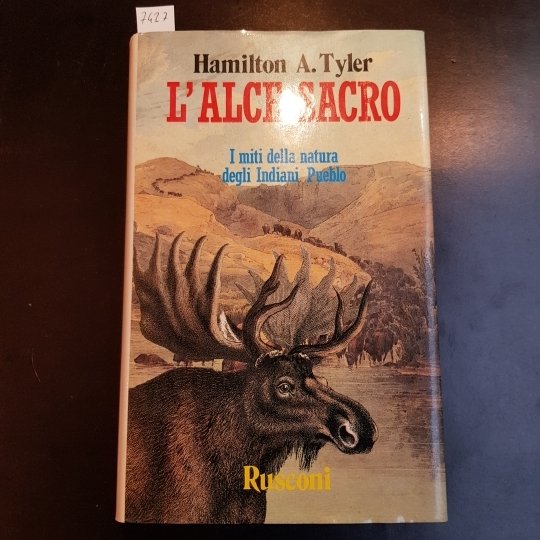 7427
Hamilton A. Tyler
L'ALCE SACRO
I miti della natura
degli Indiani Pueblo
Rusconi